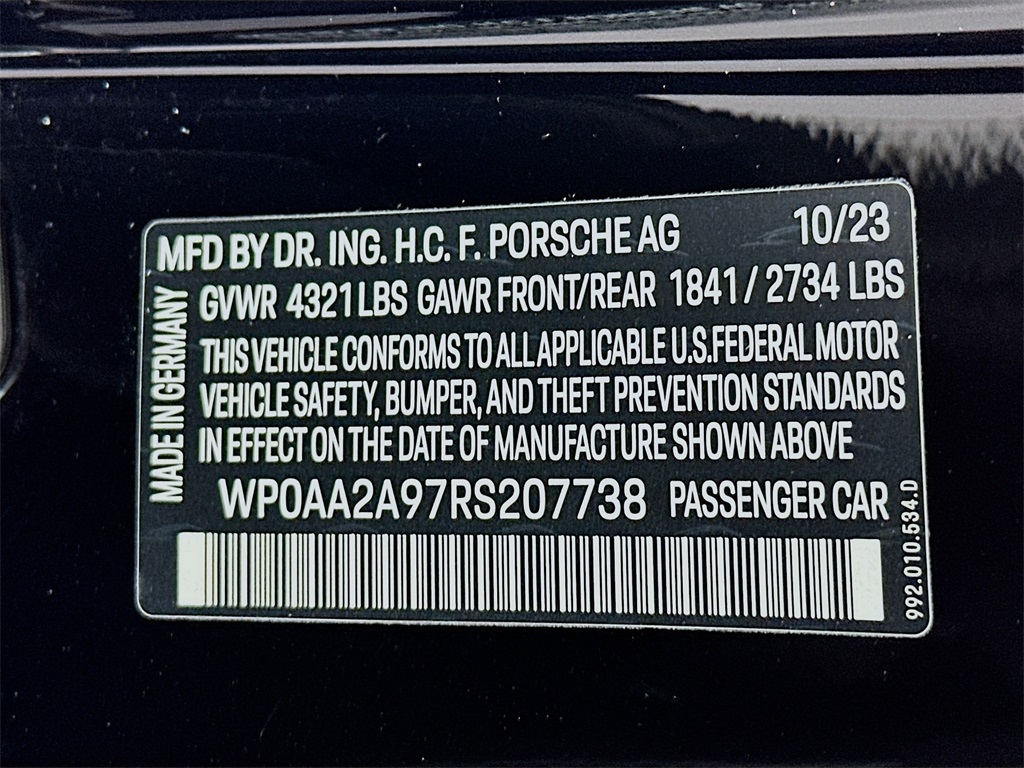 MFD BY DR. ING. H.C. F. PORSCHE AG 10/23
GVWR 4321 LBS GAWR FRONT/REAR 1841 / 2734 LBS
THIS VEHICLE CONFORMS TO ALL APPLICABLE U.S.FEDERAL MOTOR
VEHICLE SAFETY, BUMPER, AND THEFT PREVENTION STANDARDS
IN EFFECT ON THE DATE OF MANUFACTURE SHOWN ABOVE
WP0AA2A97RS207738 PASSENGER CAR
MADE IN GERMANY
992.010.534.D